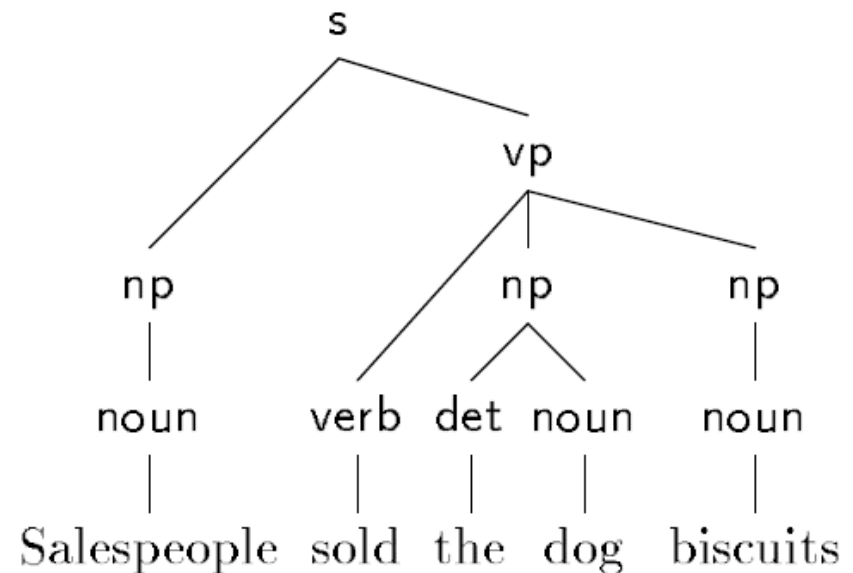 s
vp
np np np
noun verb det noun noun
Salespeople sold the dog biscuits